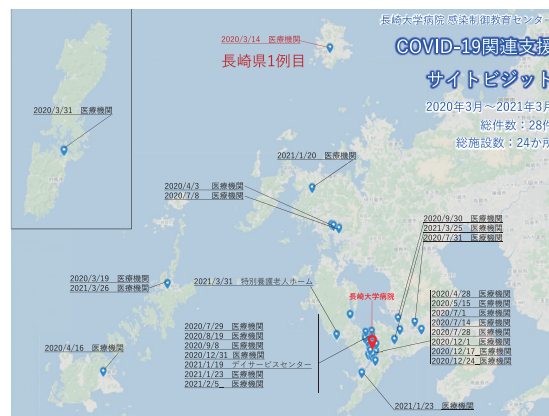 長崎大学病院 感染制御教育センター
COVID-19関連支援
サイトビジット
2020年3月～2021年3月
総件数：28件
総施設数：24か所
2020/3/14 医療機関
長崎県1例目
2020/3/31 医療機関
2021/1/20 医療機関
2020/4/3 医療機関
2020/7/8 医療機関
2020/9/30 医療機関
2021/3/25 医療機関
2020/7/31 医療機関
2020/3/19 医療機関
2021/3/26 医療機関
2021/3/31 特別養護老人ホーム
長崎大学病院
2020/4/28 医療機関
2020/5/15 医療機関
2020/7/1 医療機関
2020/7/14 医療機関
2020/7/28 医療機関
2020/12/1 医療機関
2020/12/17 医療機関
2020/12/24 医療機関
2020/7/29 医療機関
2020/8/19 医療機関
2020/9/8 医療機関
2020/12/31 医療機関
2021/1/19 デイサービスセンター
2021/1/23 医療機関
2021/2/5 医療機関
2020/4/16 医療機関
2021/1/23 医療機関